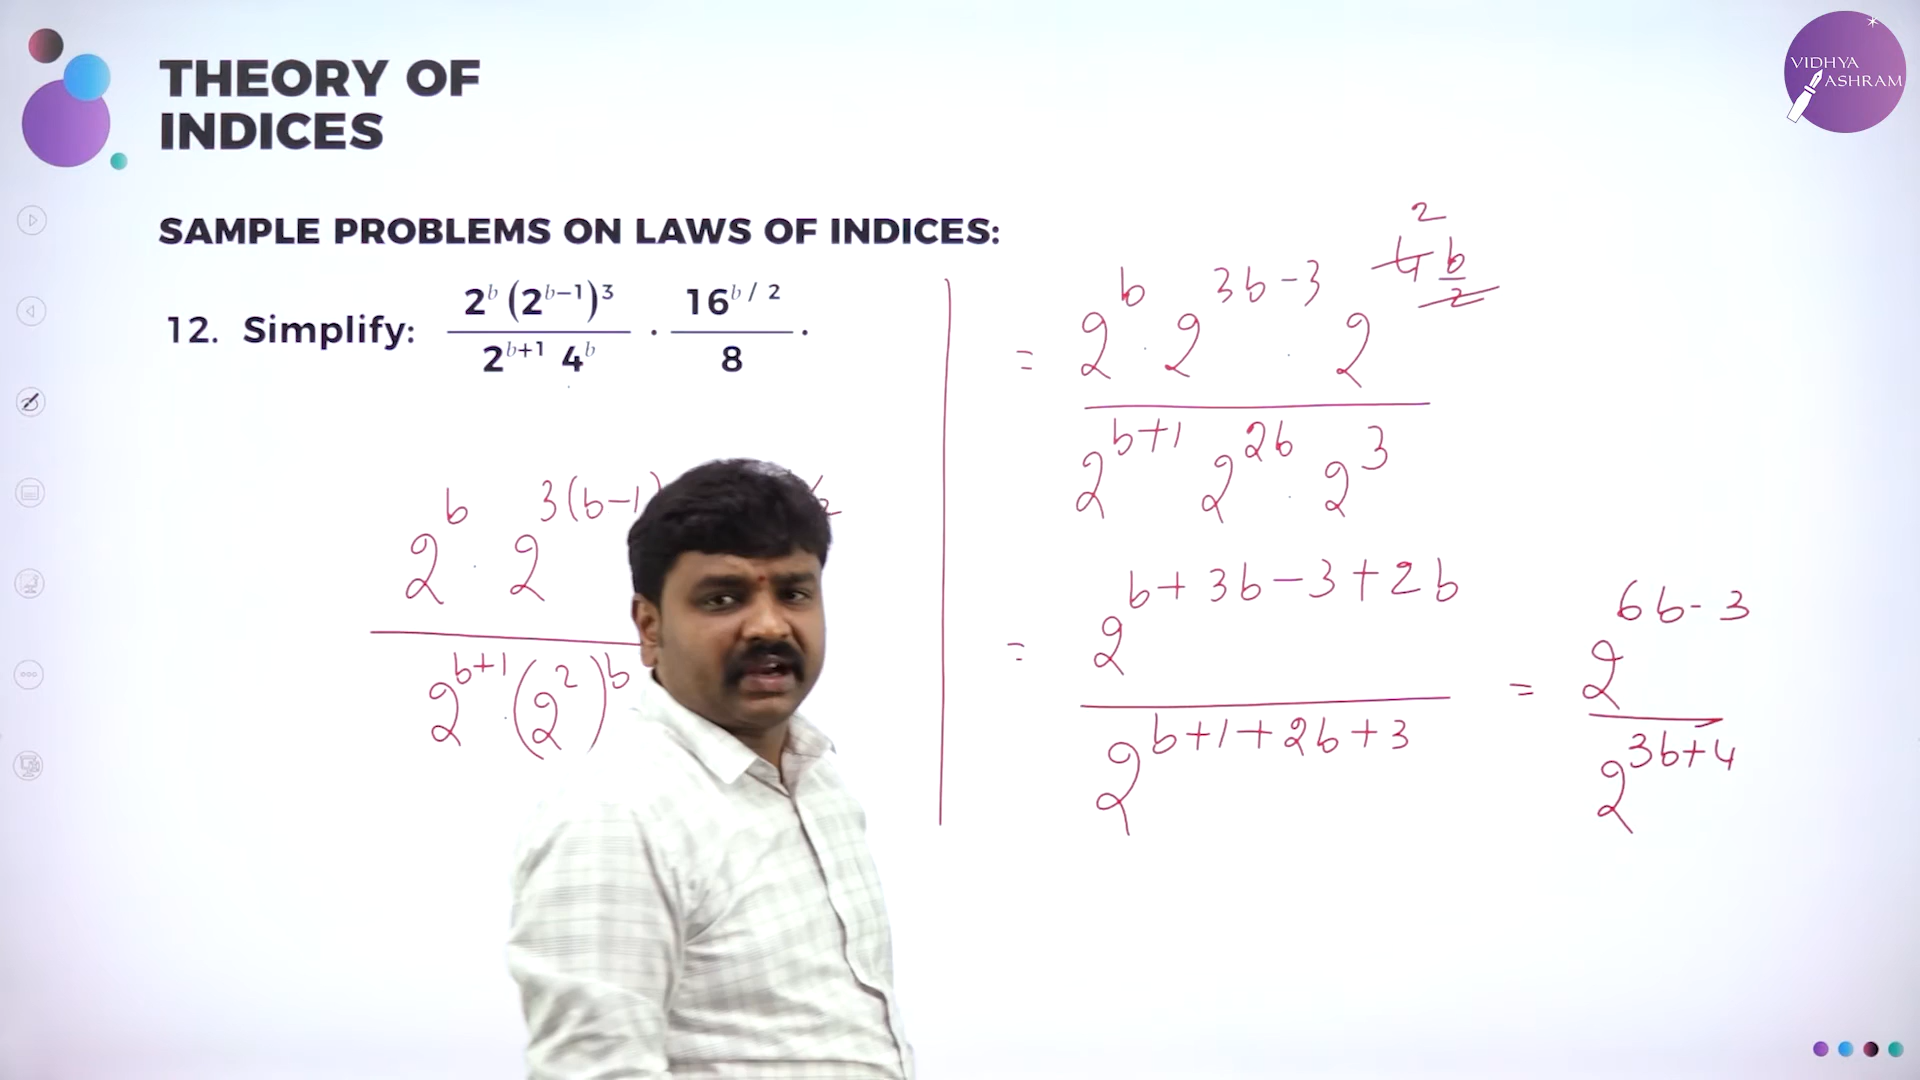 THEORY OF
INDICES
VIDHYA
ASHRAM
SAMPLE PROBLEMS ON LAWS OF INDICES:
12. Simplify: 2^b (2^{b−1})^3 / 2^{b+1} 4^b · 16^{b / 2} / 8 ·
2^b · 2^{3(b-1)
2^{b+1} · (2^2)^b
= 2^b · 2^{3b-3} · 2^{4 b/2} 2
2^{b+1} 2^{2b} · 2^3
= 2^{b+3b-3+2b}
2^{b+1+2b+3}
= 2^{6b-3}
2^{3b+4}